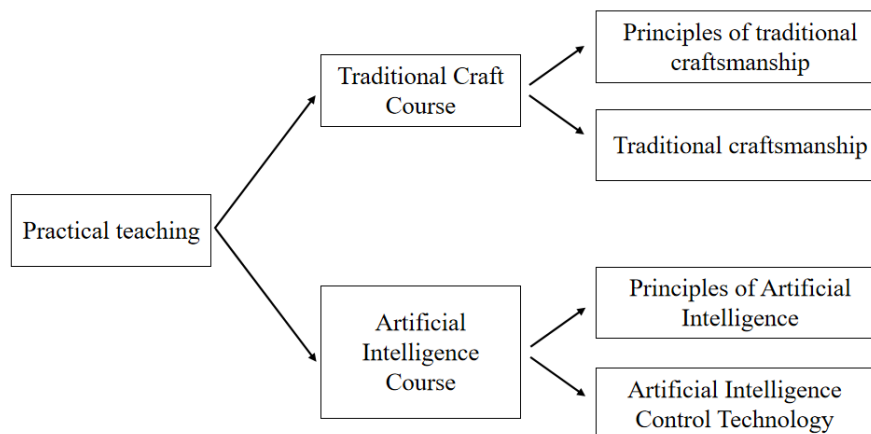 Principles of traditional
craftsmanship
Traditional Craft
Course
Traditional craftsmanship
Practical teaching
Principles of Artificial
Intelligence
Artificial
Intelligence
Course
Artificial Intelligence
Control Technology